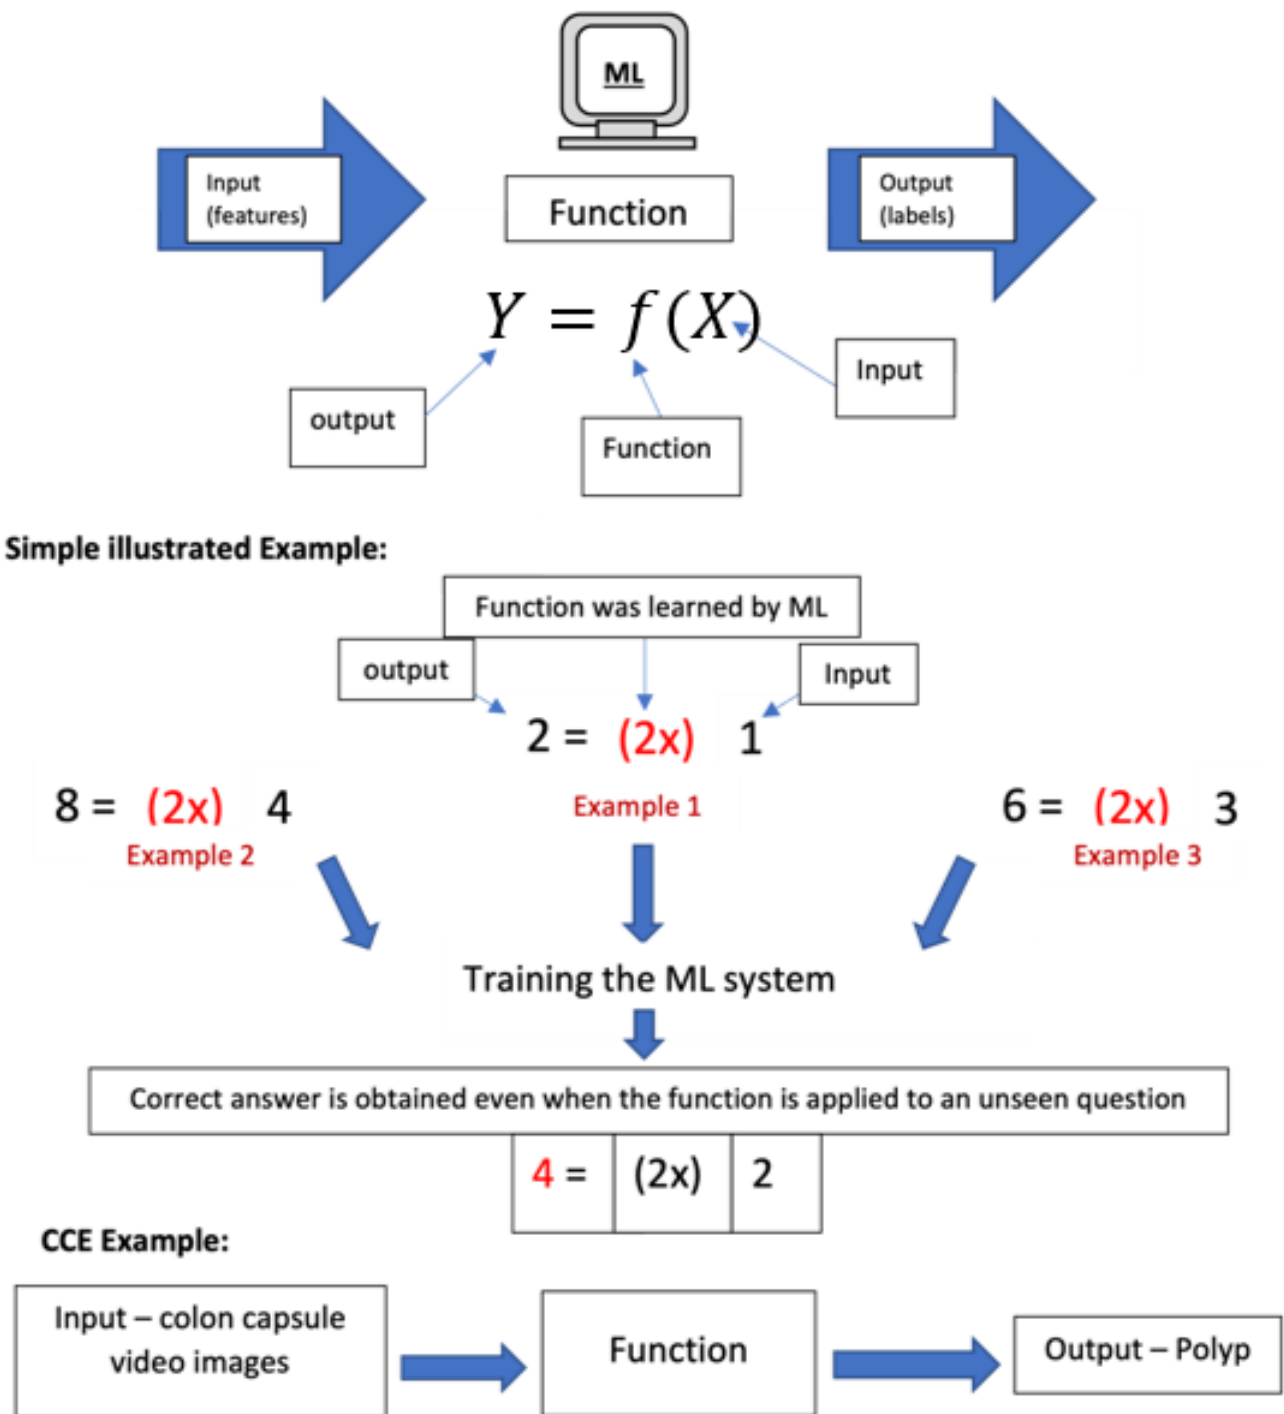 ML
Input
(features)
Function
Output
(labels)
Y = f(X)
Input
output
Function
Simple illustrated Example:
Function was learned by ML
output
Input
2 = (2x) 1
Example 1
8 = (2x) 4
Example 2
6 = (2x) 3
Example 3
Training the ML system
Correct answer is obtained even when the function is applied to an unseen question
4 = (2x) 2
CCE Example:
Input – colon capsule
video images
Function
Output – Polyp